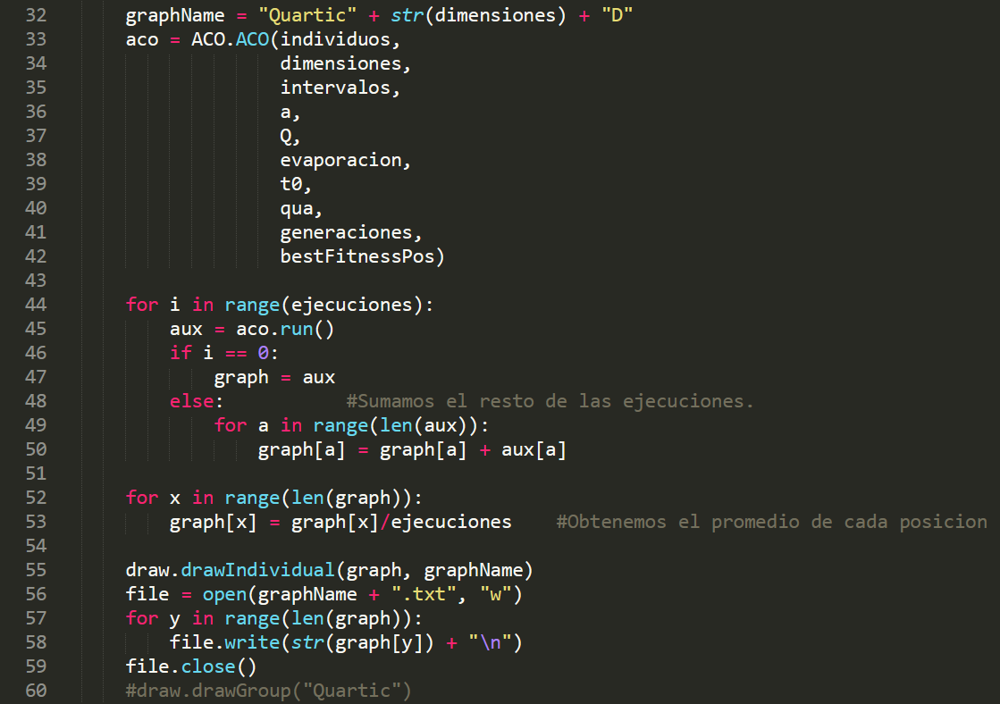 32 graphName = "Quartic" + str(dimensiones) + "D"
33 aco = ACO.ACO(individuos,
34 dimensiones,
35 intervalos,
36 a,
37 Q,
38 evaporacion,
39 t0,
40 qua,
41 generaciones,
42 bestFitnessPos)
43
44 for i in range(ejecuciones):
45 aux = aco.run()
46 if i == 0:
47 graph = aux
48 else: #Sumamos el resto de las ejecuciones.
49 for a in range(len(aux)):
50 graph[a] = graph[a] + aux[a]
51
52 for x in range(len(graph)):
53 graph[x] = graph[x]/ejecuciones #Obtenemos el promedio de cada posicion
54
55 draw.drawIndividual(graph, graphName)
56 file = open(graphName + ".txt", "w")
57 for y in range(len(graph)):
58 file.write(str(graph[y]) + "\n")
59 file.close()
60 #draw.drawGroup("Quartic")